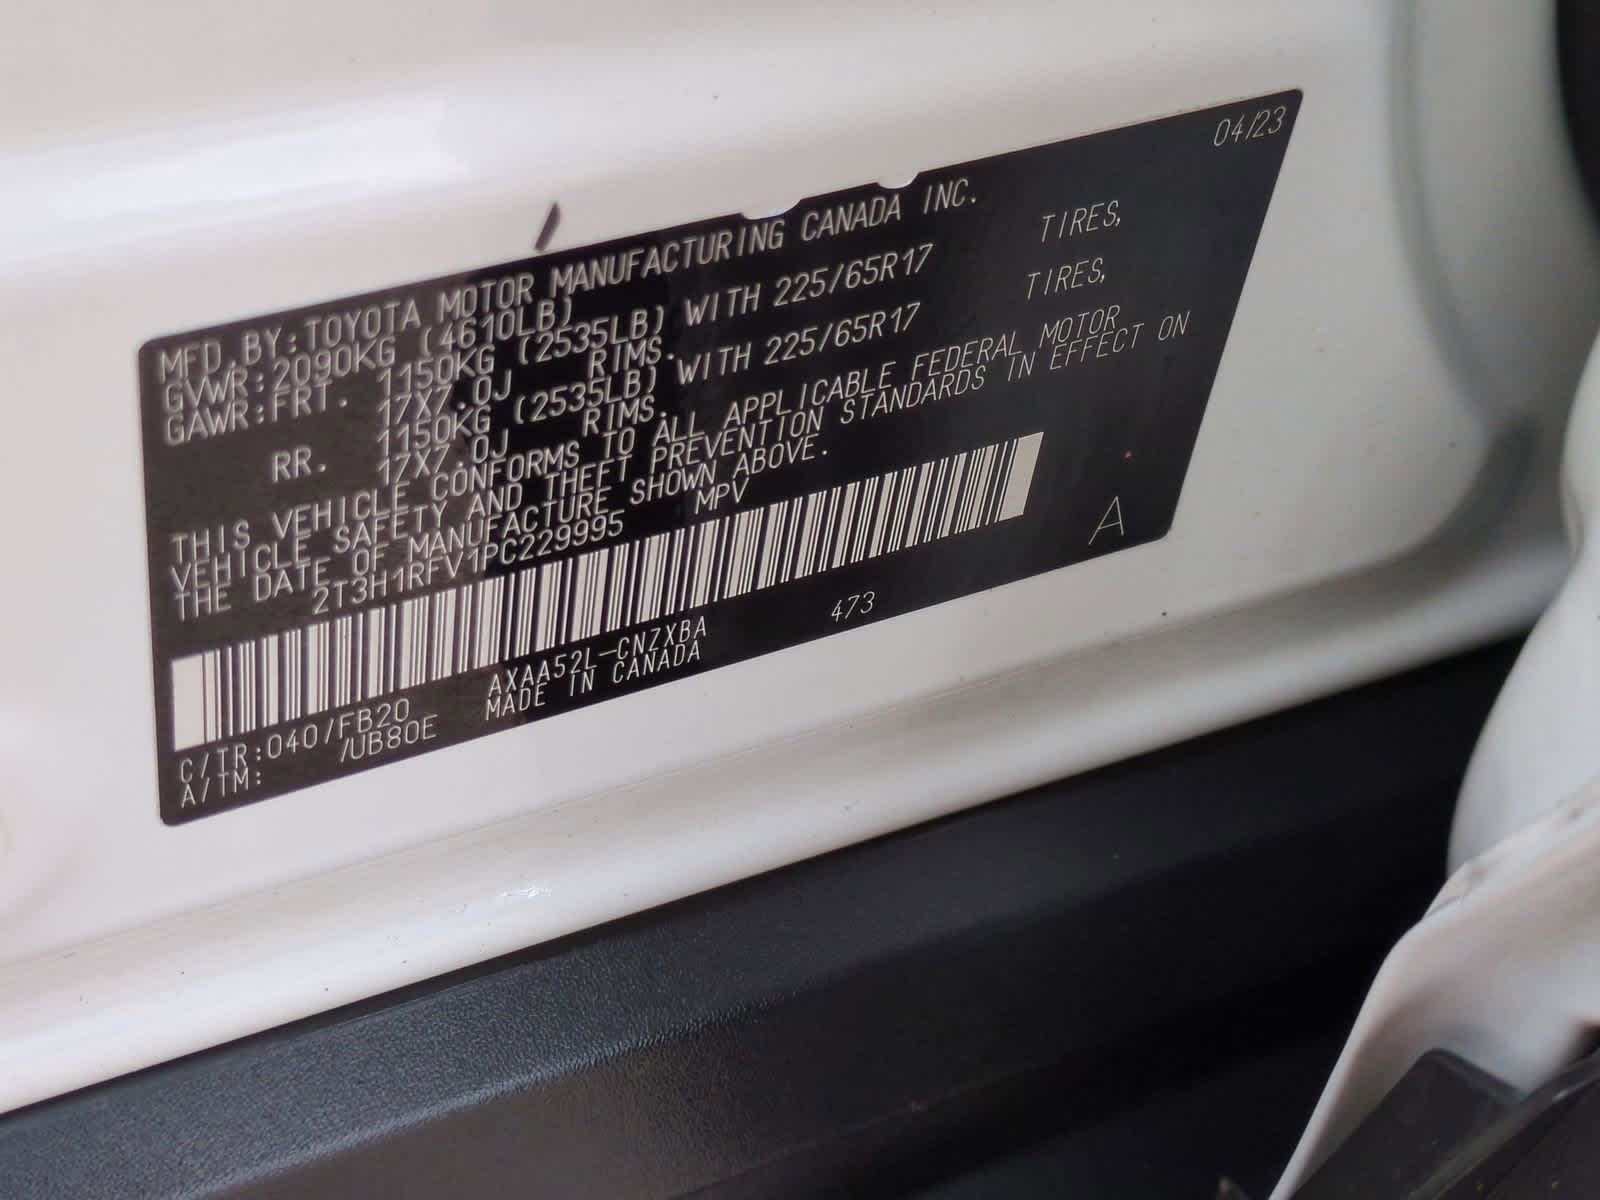 04/23
MFD.BY:TOYOTA MOTOR MANUFACTURING CANADA INC.
GVWR:2090KG (4610LB)
GAWR:FRT. 1150KG (2535LB) WITH 225/65R17 TIRES,
17X7.0J RIMS.
RR. 1150KG (2535LB) WITH 225/65R17 TIRES,
17X7.0J RIMS.
THIS VEHICLE CONFORMS TO ALL APPLICABLE FEDERAL MOTOR
VEHICLE SAFETY AND THEFT PREVENTION STANDARDS IN EFFECT ON
THE DATE OF MANUFACTURE SHOWN ABOVE.
2T3H1RFV1PC229995 MPV
A
C/TR:040/FB20 AXAA52L-CNZXBA 473
A/TM: /UB80E MADE IN CANADA